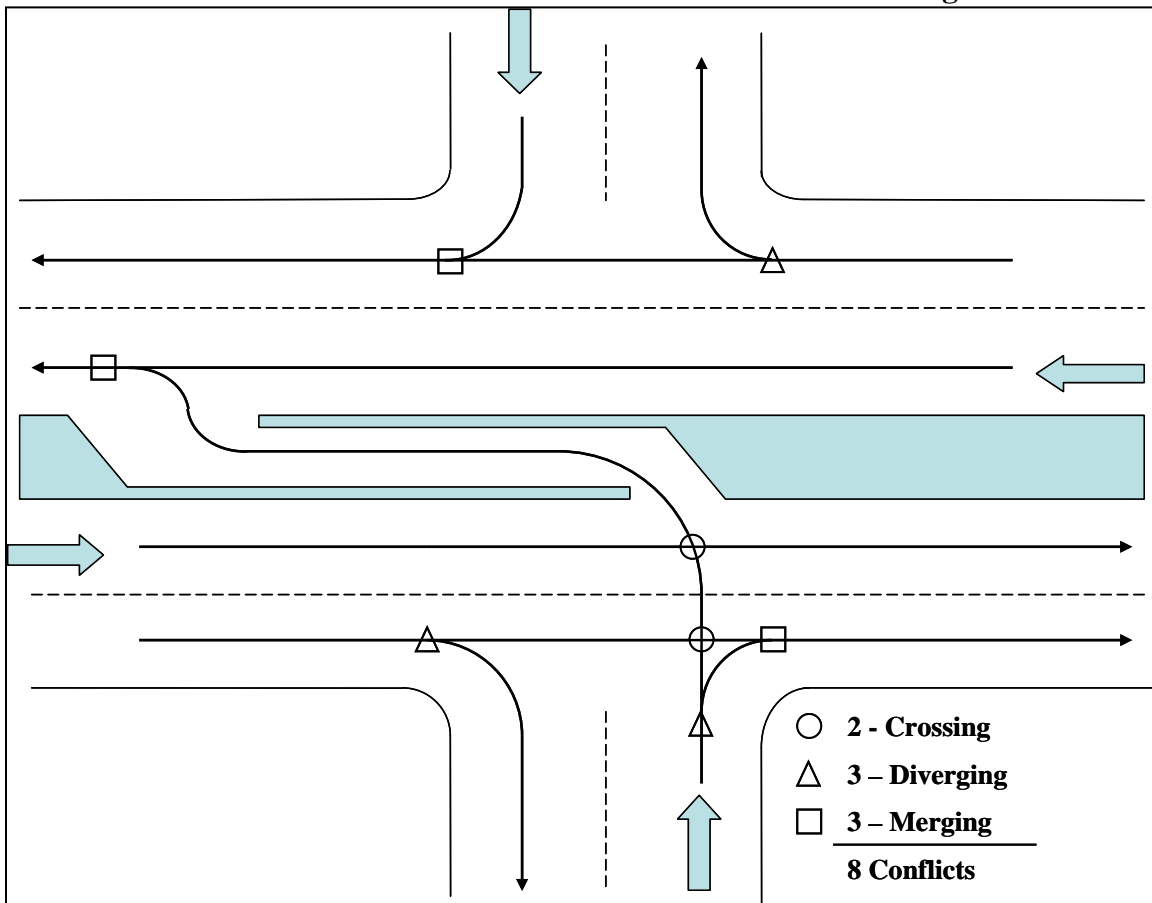 2 - Crossing
3 – Diverging
3 – Merging
8 Conflicts